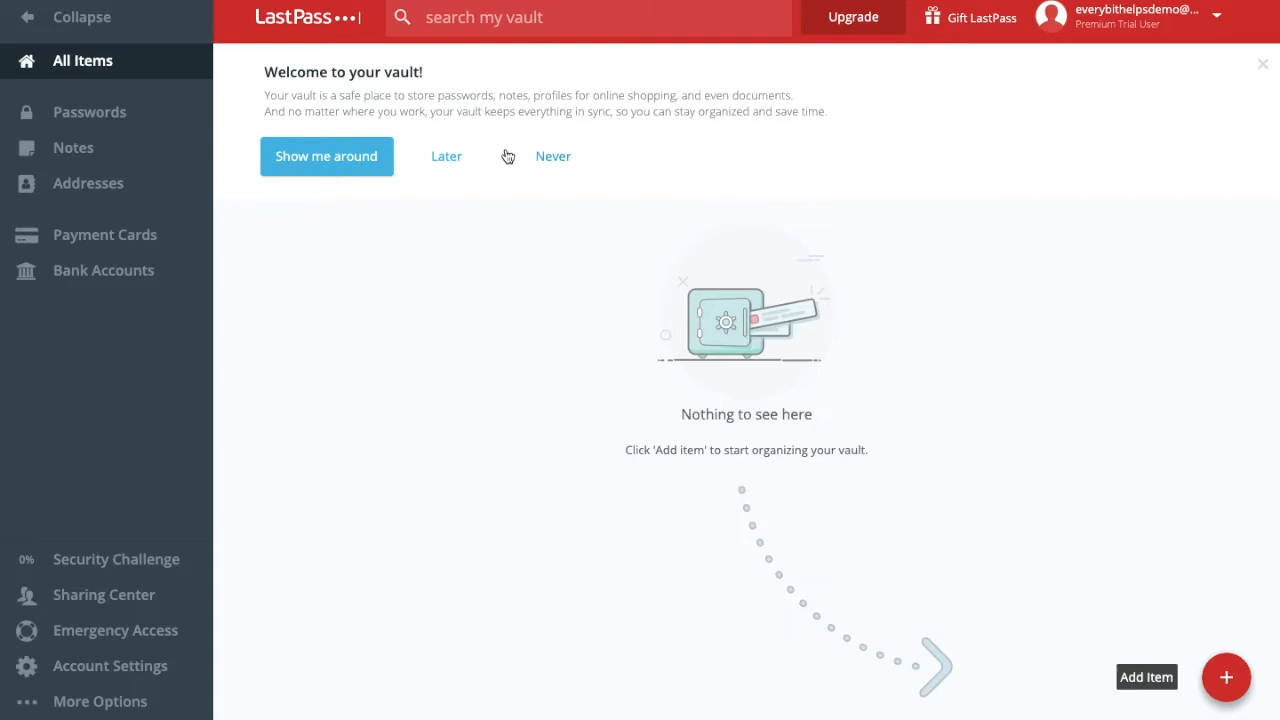 Collapse
All Items
Passwords
Notes
Addresses
Payment Cards
Bank Accounts
0% Security Challenge
Sharing Center
Emergency Access
Account Settings
More Options
LastPass
search my vault
Upgrade
Gift LastPass
everybithelpsdemo@...
Premium Trial User
Welcome to your vault!
Your vault is a safe place to store passwords, notes, profiles for online shopping, and even documents.
And no matter where you work, your vault keeps everything in sync, so you can stay organized and save time.
Show me around
Later
Never
Nothing to see here
Click 'Add item' to start organizing your vault.
Add Item